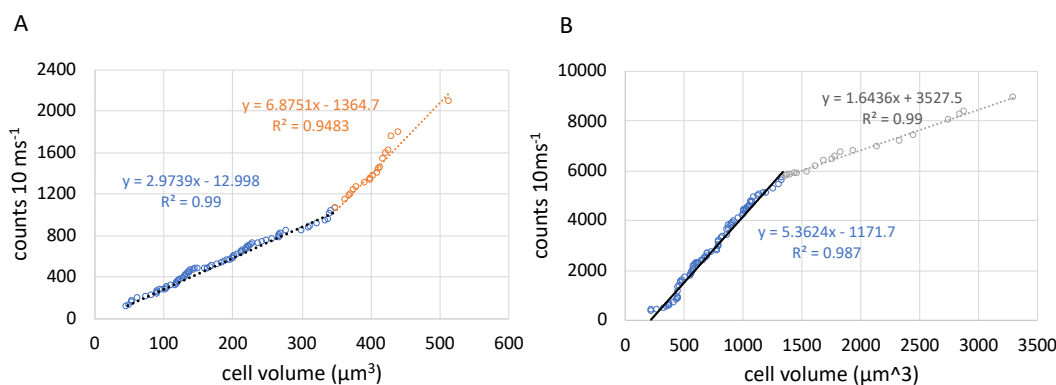 A
counts 10 ms⁻¹
2400
2000
1600
1200
800
400
0
y = 6.8751x - 1364.7
R² = 0.9483
y = 2.9739x - 12.998
R² = 0.99
0 100 200 300 400 500 600
cell volume (µm³)
B
counts 10ms⁻¹
10000
8000
6000
4000
2000
0
y = 1.6436x + 3527.5
R² = 0.99
y = 5.3624x - 1171.7
R² = 0.987
0 500 1000 1500 2000 2500 3000 3500
cell volume (µm^3)